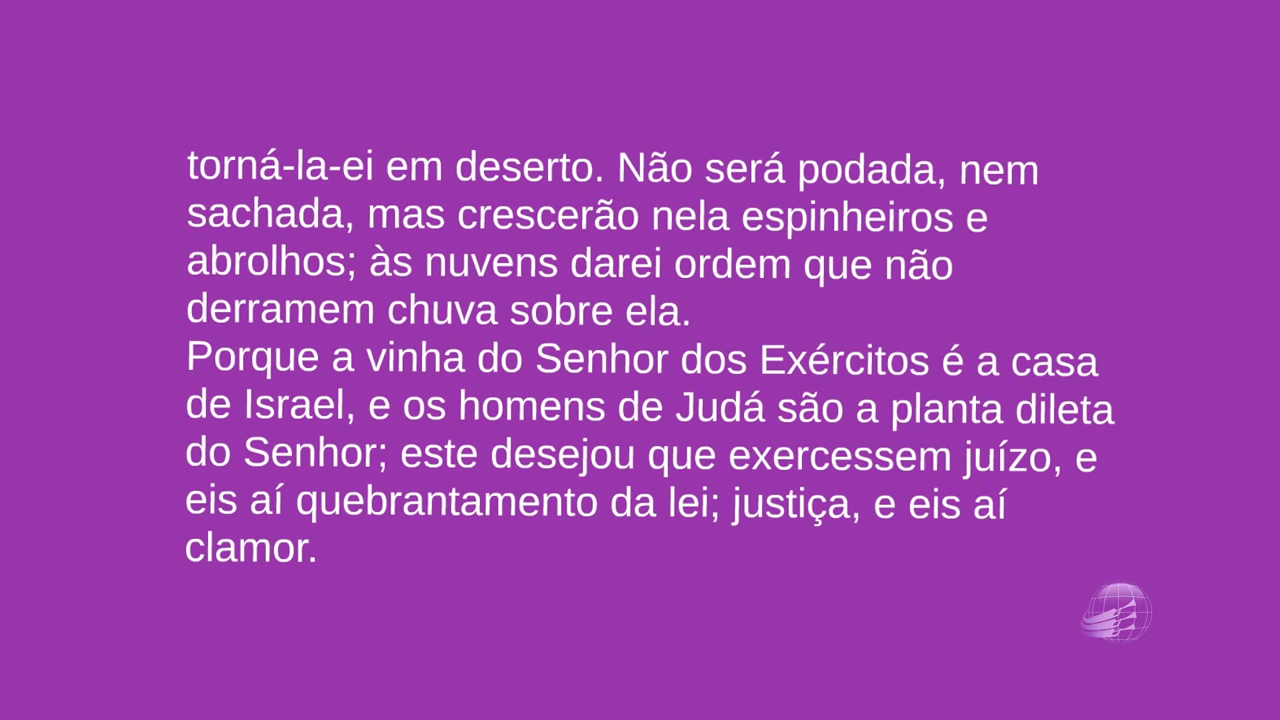 torná-la-ei em deserto. Não será podada, nem
sachada, mas crescerão nela espinheiros e
abrolhos; às nuvens darei ordem que não
derramem chuva sobre ela.
Porque a vinha do Senhor dos Exércitos é a casa
de Israel, e os homens de Judá são a planta dileta
do Senhor; este desejou que exercessem juízo, e
eis aí quebrantamento da lei; justiça, e eis aí
clamor.